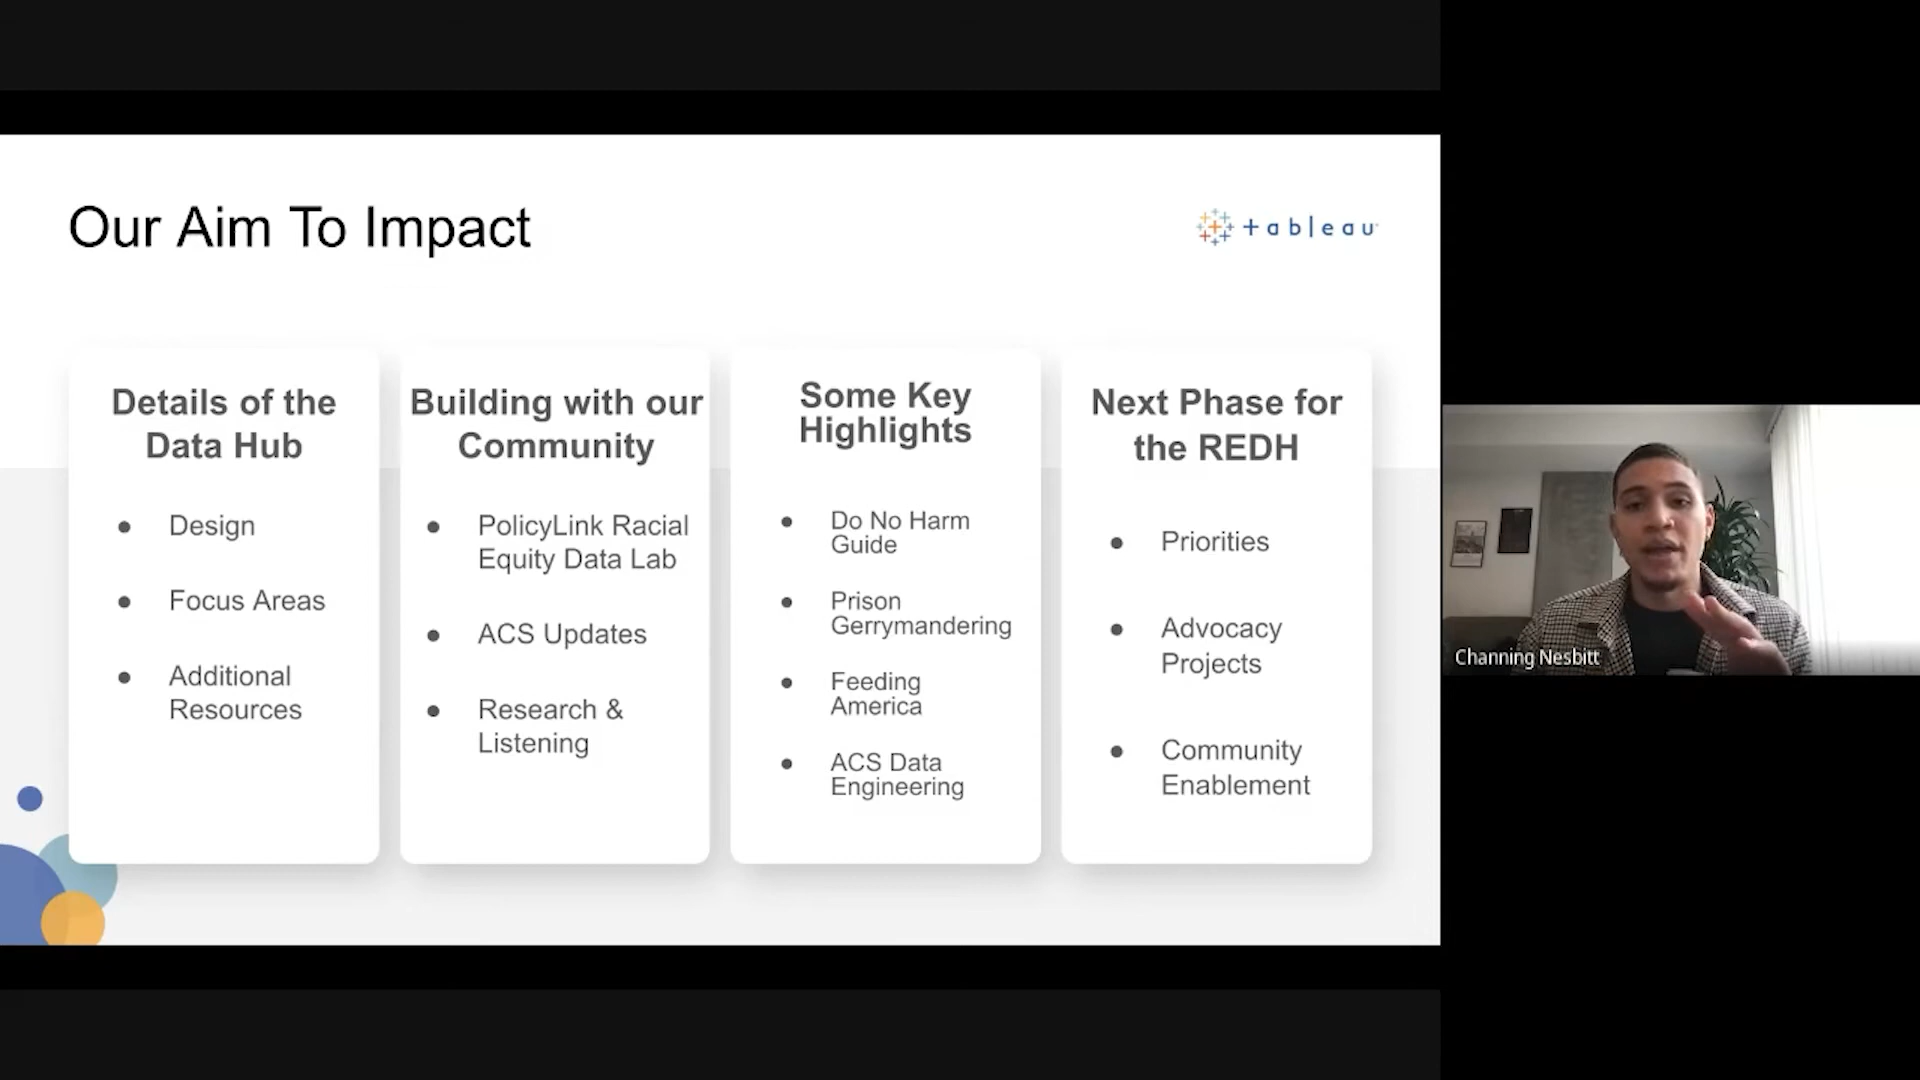 Our Aim To Impact
+ableau
Details of the
Data Hub
Design
Focus Areas
Additional
Resources
Building with our
Community
PolicyLink Racial
Equity Data Lab
ACS Updates
Research &
Listening
Some Key
Highlights
Do No Harm
Guide
Prison
Gerrymandering
Feeding
America
ACS Data
Engineering
Next Phase for
the REDH
Priorities
Advocacy
Projects
Community
Enablement
Channing Nesbitt